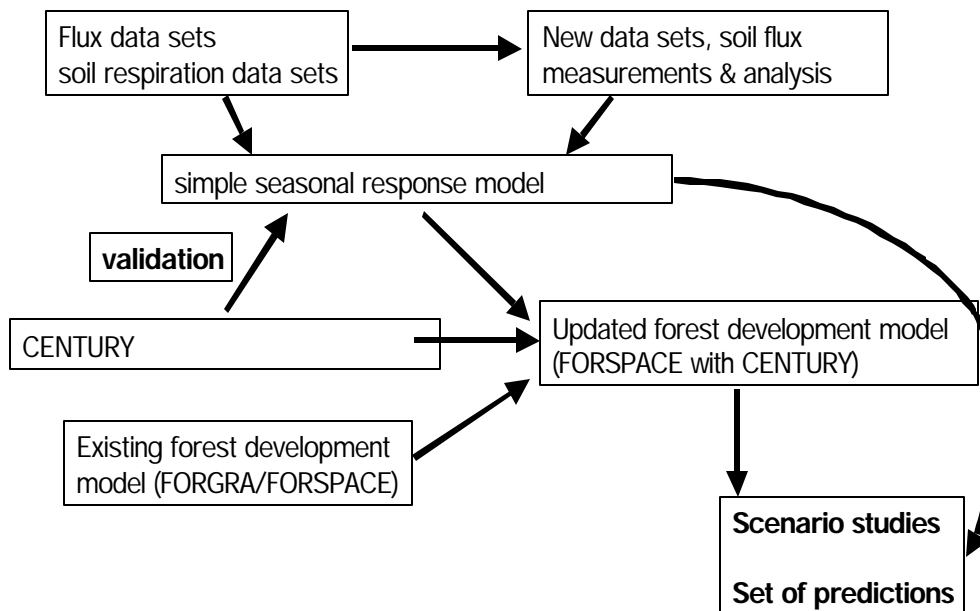 Flux data sets
soil respiration data sets
New data sets, soil flux
measurements & analysis
simple seasonal response model
validation
CENTURY
Updated forest development model
(FORSPACE with CENTURY)
Existing forest development
model (FORGRA/FORSPACE)
Scenario studies
Set of predictions